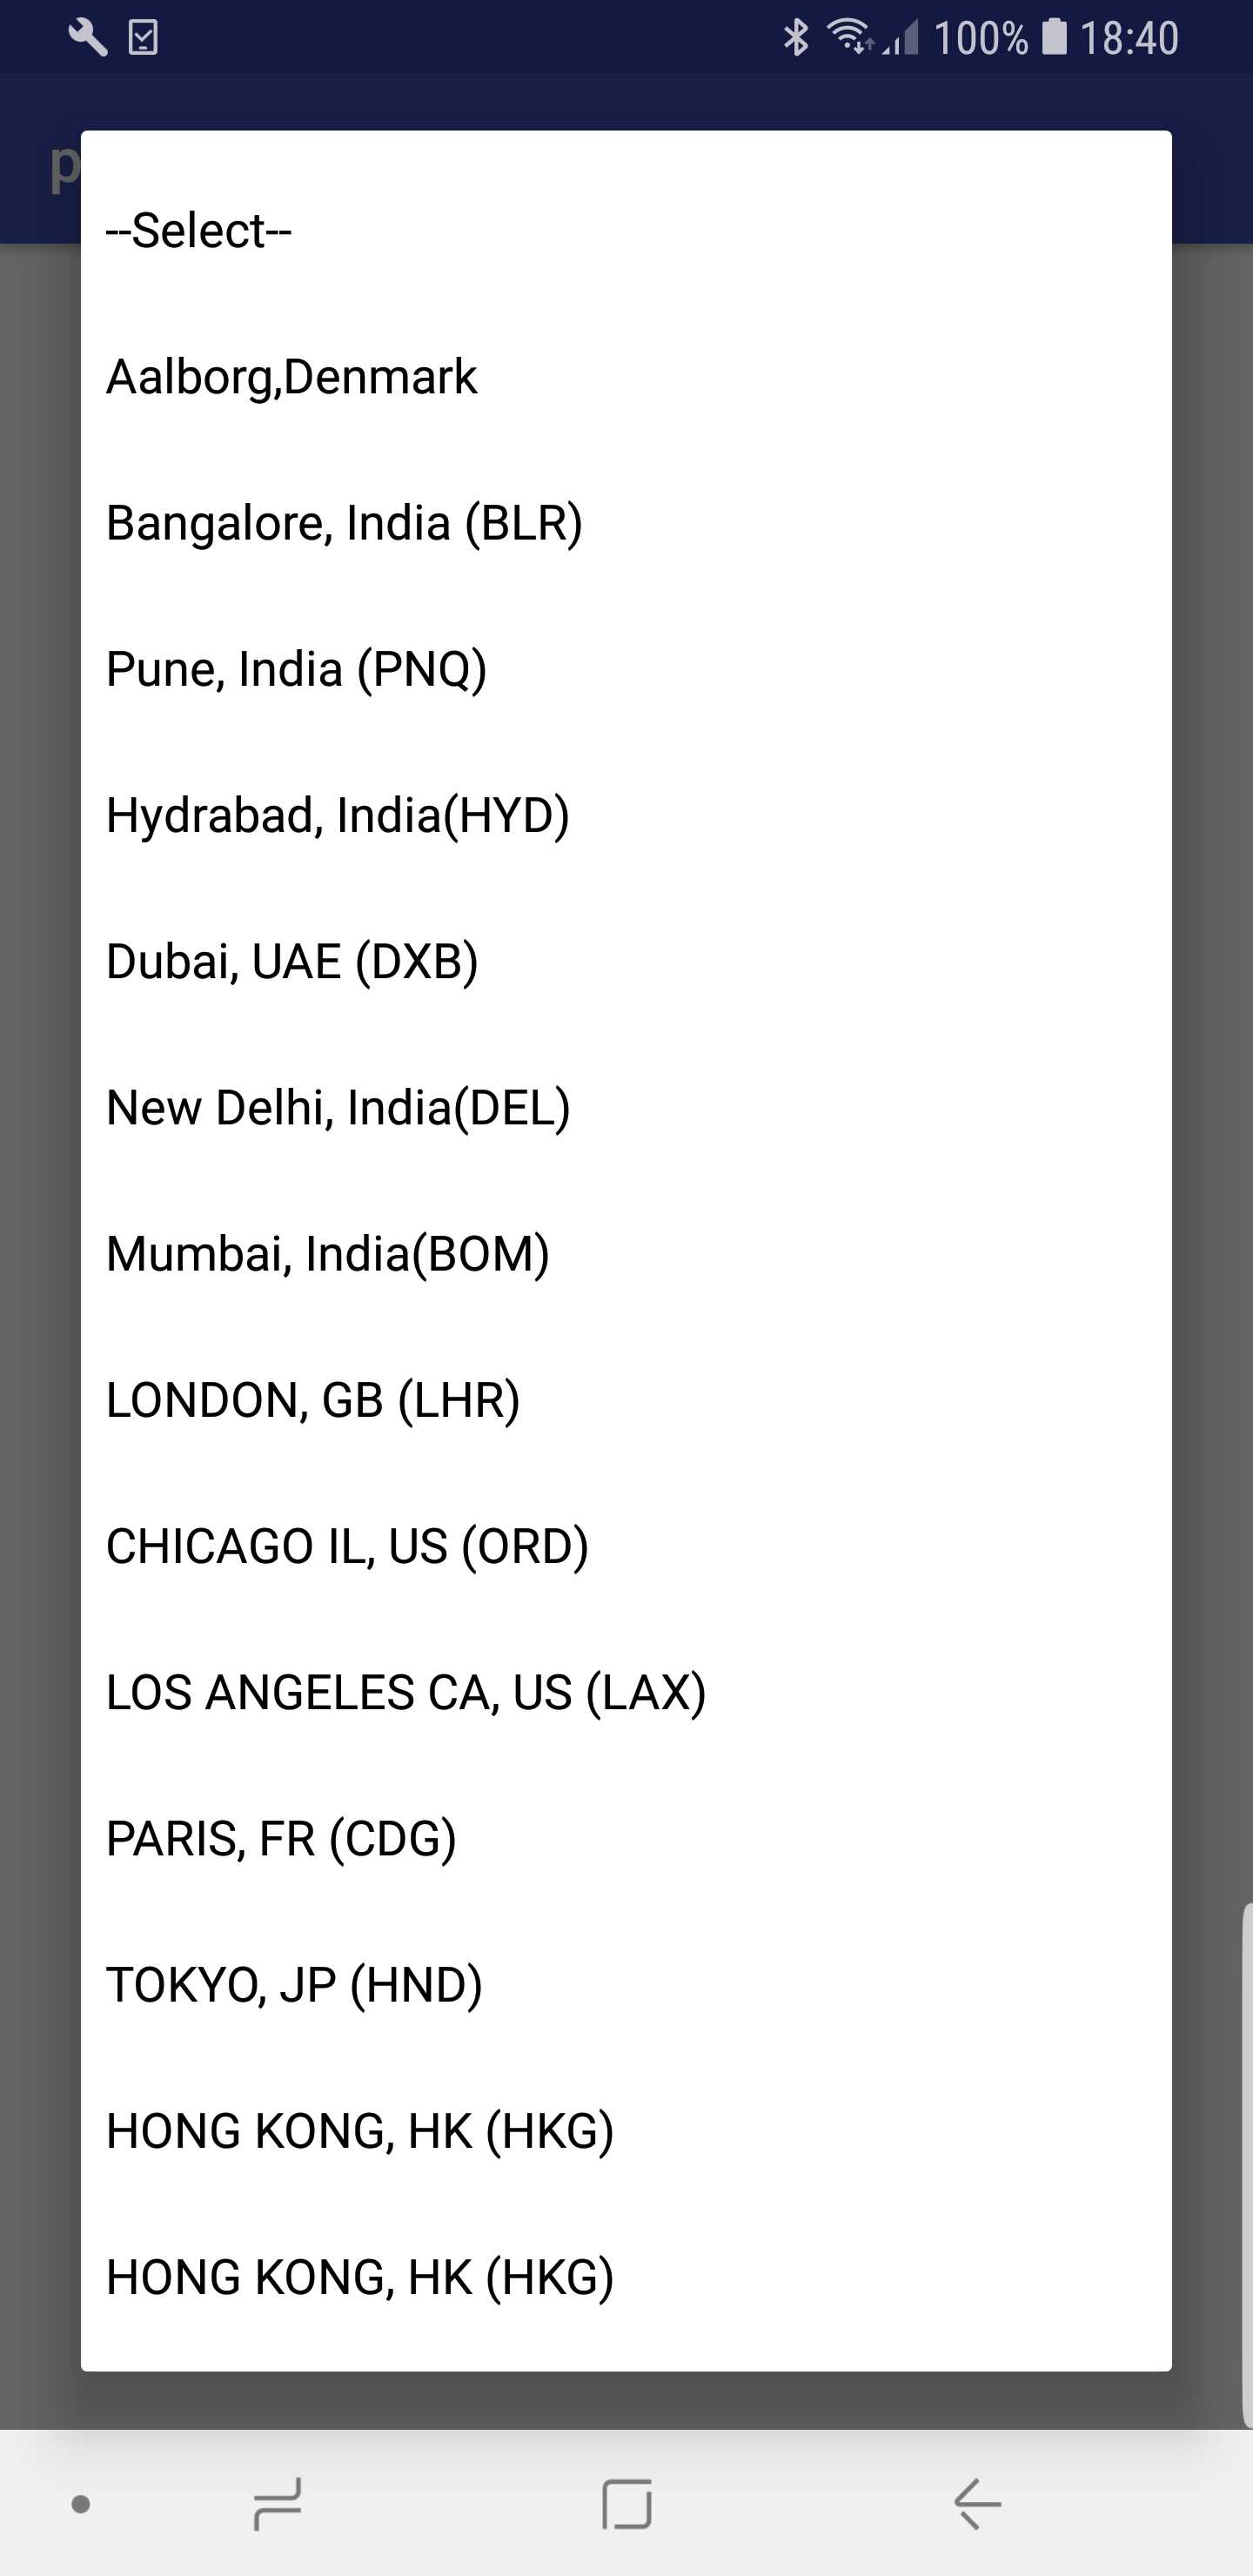 100% 18:40
p
--Select--
Aalborg,Denmark
Bangalore, India (BLR)
Pune, India (PNQ)
Hydrabad, India(HYD)
Dubai, UAE (DXB)
New Delhi, India(DEL)
Mumbai, India(BOM)
LONDON, GB (LHR)
CHICAGO IL, US (ORD)
LOS ANGELES CA, US (LAX)
PARIS, FR (CDG)
TOKYO, JP (HND)
HONG KONG, HK (HKG)
HONG KONG, HK (HKG)